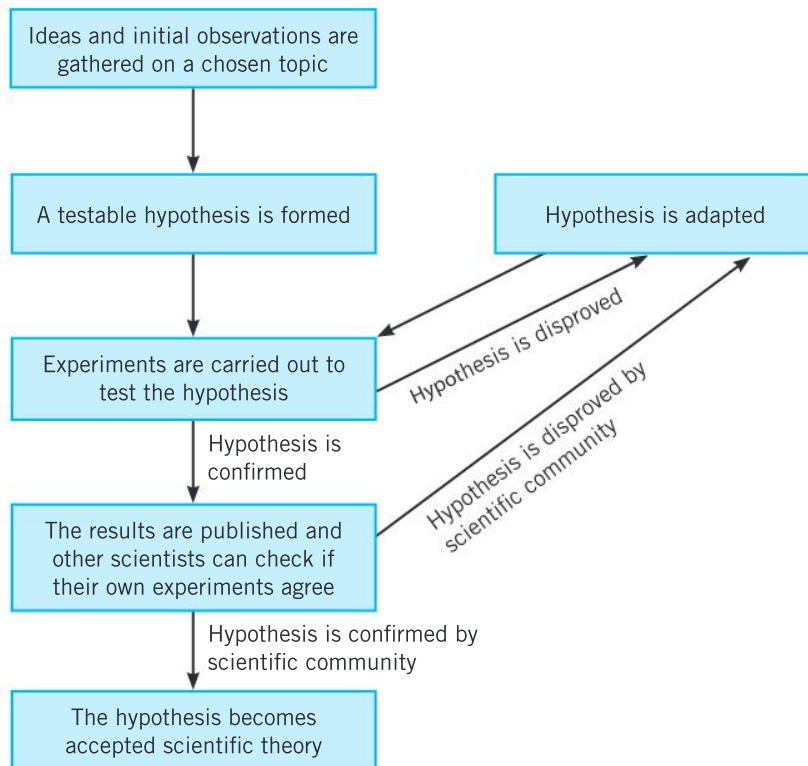 Ideas and initial observations are
gathered on a chosen topic
A testable hypothesis is formed
Hypothesis is adapted
Experiments are carried out to
test the hypothesis
Hypothesis is disproved
Hypothesis is
confirmed
Hypothesis is disproved by
scientific community
The results are published and
other scientists can check if
their own experiments agree
Hypothesis is confirmed by
scientific community
The hypothesis becomes
accepted scientific theory